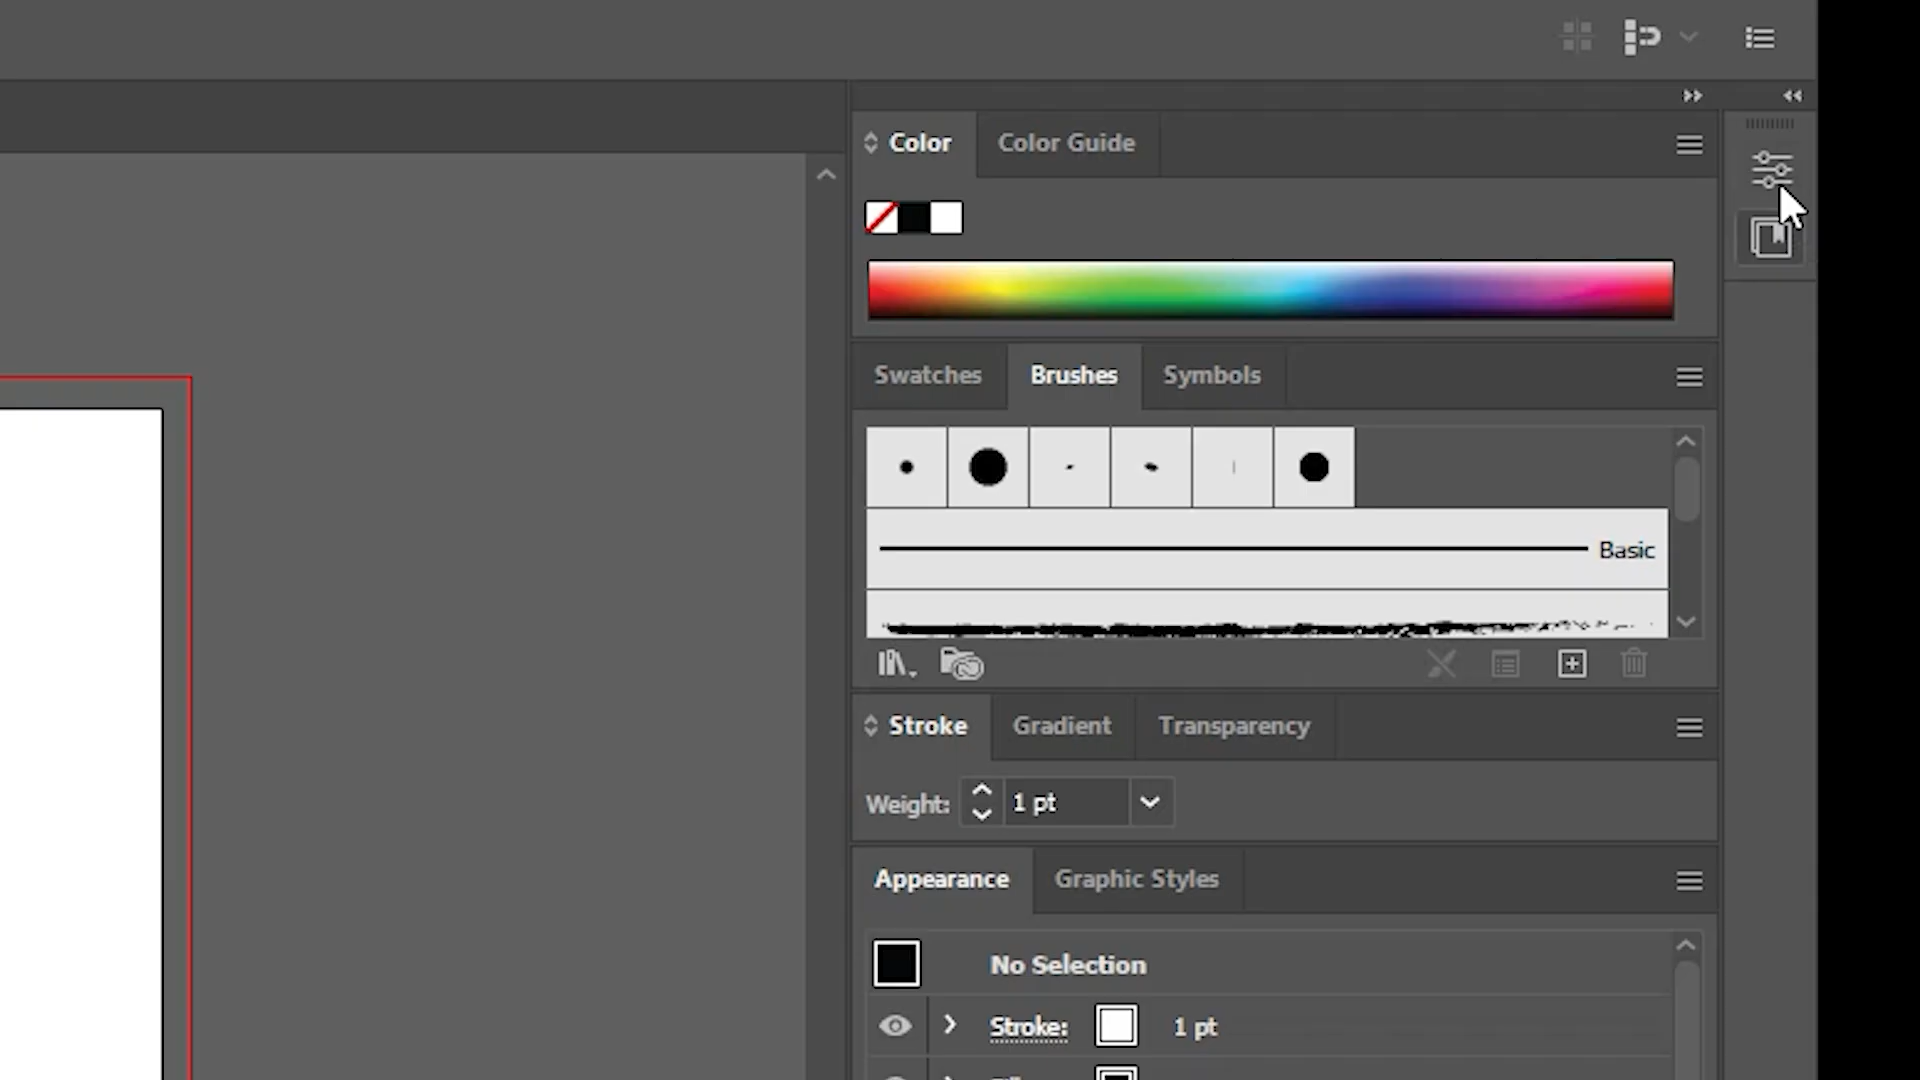 Color Color Guide
Swatches Brushes Symbols
Basic
Stroke Gradient Transparency
Weight: 1 pt
Appearance Graphic Styles
No Selection
Stroke: 1 pt